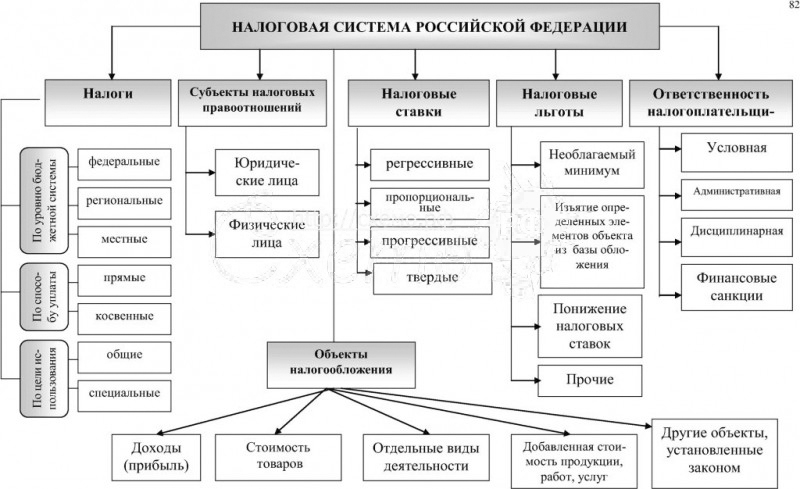 82
НАЛОГОВАЯ СИСТЕМА РОССИЙСКОЙ ФЕДЕРАЦИИ
Налоги
По уровню бюд-
жетной системы
федеральные
региональные
местные
По спосо-
бу уплаты
прямые
косвенные
По цели ис-
пользования
общие
специальные
Субъекты налоговых
правоотношений
Юридиче-
ские лица
Физические
лица
Налоговые
ставки
регрессивные
пропорциональ-
ные
прогрессивные
твердые
Налоговые
льготы
Необлагаемый
минимум
Изъятие опре-
деленных эле-
ментов объекта
из базы обло-
жения
Понижение
налоговых
ставок
Прочие
Ответственность
налогоплательщи-
Условная
Административная
Дисциплинарная
Финансовые
санкции
Объекты
налогообложения
Доходы
(прибыль)
Стоимость
товаров
Отдельные виды
деятельности
Добавленная стои-
мость продукции,
работ, услуг
Другие объекты,
установленные
законом